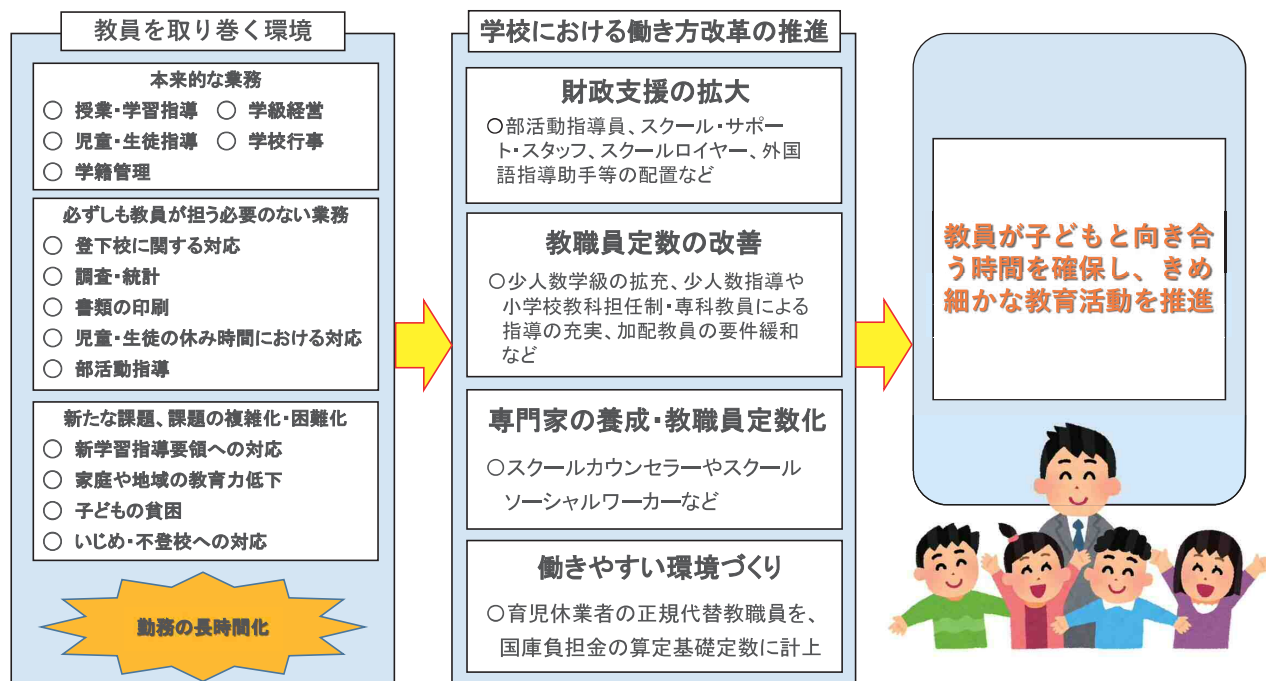 教員を取り巻く環境
本来的な業務
○ 授業・学習指導 ○ 学級経営
○ 児童・生徒指導 ○ 学校行事
○ 学籍管理
必ずしも教員が担う必要のない業務
○ 登下校に関する対応
○ 調査・統計
○ 書類の印刷
○ 児童・生徒の休み時間における対応
○ 部活動指導
新たな課題、課題の複雑化・困難化
○ 新学習指導要領への対応
○ 家庭や地域の教育力低下
○ 子どもの貧困
○ いじめ・不登校への対応
勤務の長時間化
学校における働き方改革の推進
財政支援の拡大
○部活動指導員、スクール・サポー
ト・スタッフ、スクールロイヤー、外国
語指導助手等の配置など
教職員定数の改善
○少人数学級の拡充、少人数指導や
小学校教科担任制・専科教員による
指導の充実、加配教員の要件緩和
など
専門家の養成・教職員定数化
○スクールカウンセラーやスクール
ソーシャルワーカーなど
働きやすい環境づくり
○育児休業者の正規代替教職員を、
国庫負担金の算定基礎定数に計上
教員が子どもと向き合
う時間を確保し、きめ
細かな教育活動を推進